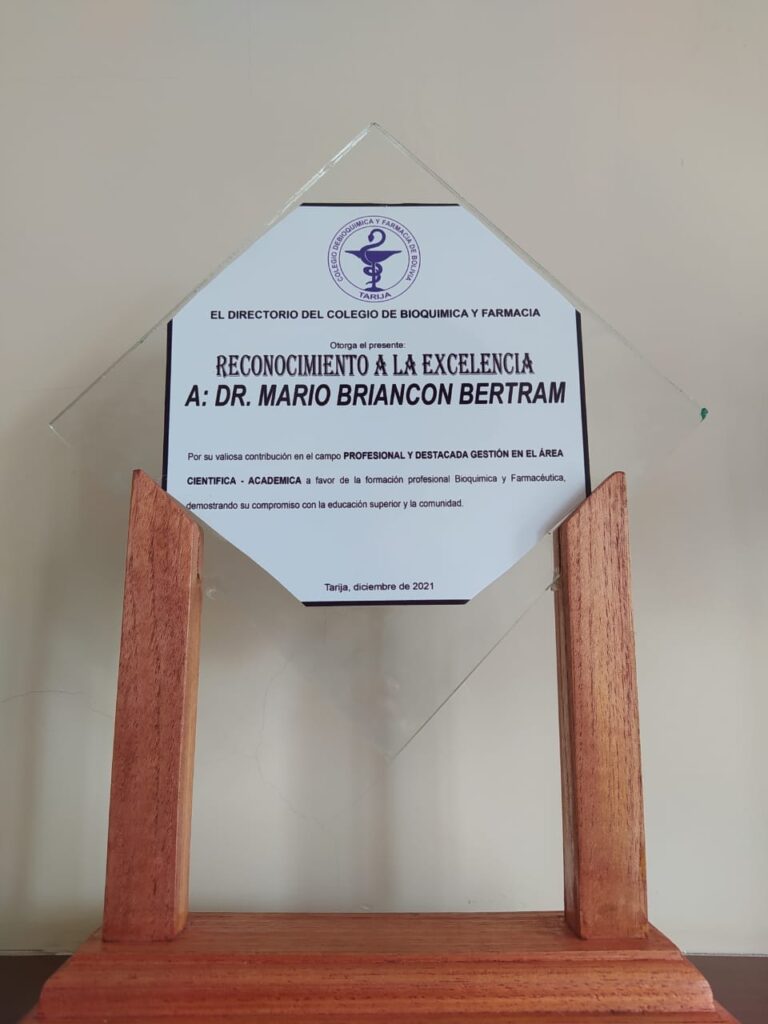 COLEGIO DEBIOQUIMICA Y FARMACIA DE BOLIVIA
TARIJA
EL DIRECTORIO DEL COLEGIO DE BIOQUIMICA Y FARMACIA
Otorga el presente:
RECONOCIMIENTO A LA EXCELENCIA
A: DR. MARIO BRIANCON BERTRAM
Por su valiosa contribución en el campo PROFESIONAL Y DESTACADA GESTIÓN EN EL ÁREA
CIENTIFICA - ACADEMICA a favor de la formación profesional Bioquimica y Farmacéutica,
demostrando su compromiso con la educación superior y la comunidad.
Tarija, diciembre de 2021